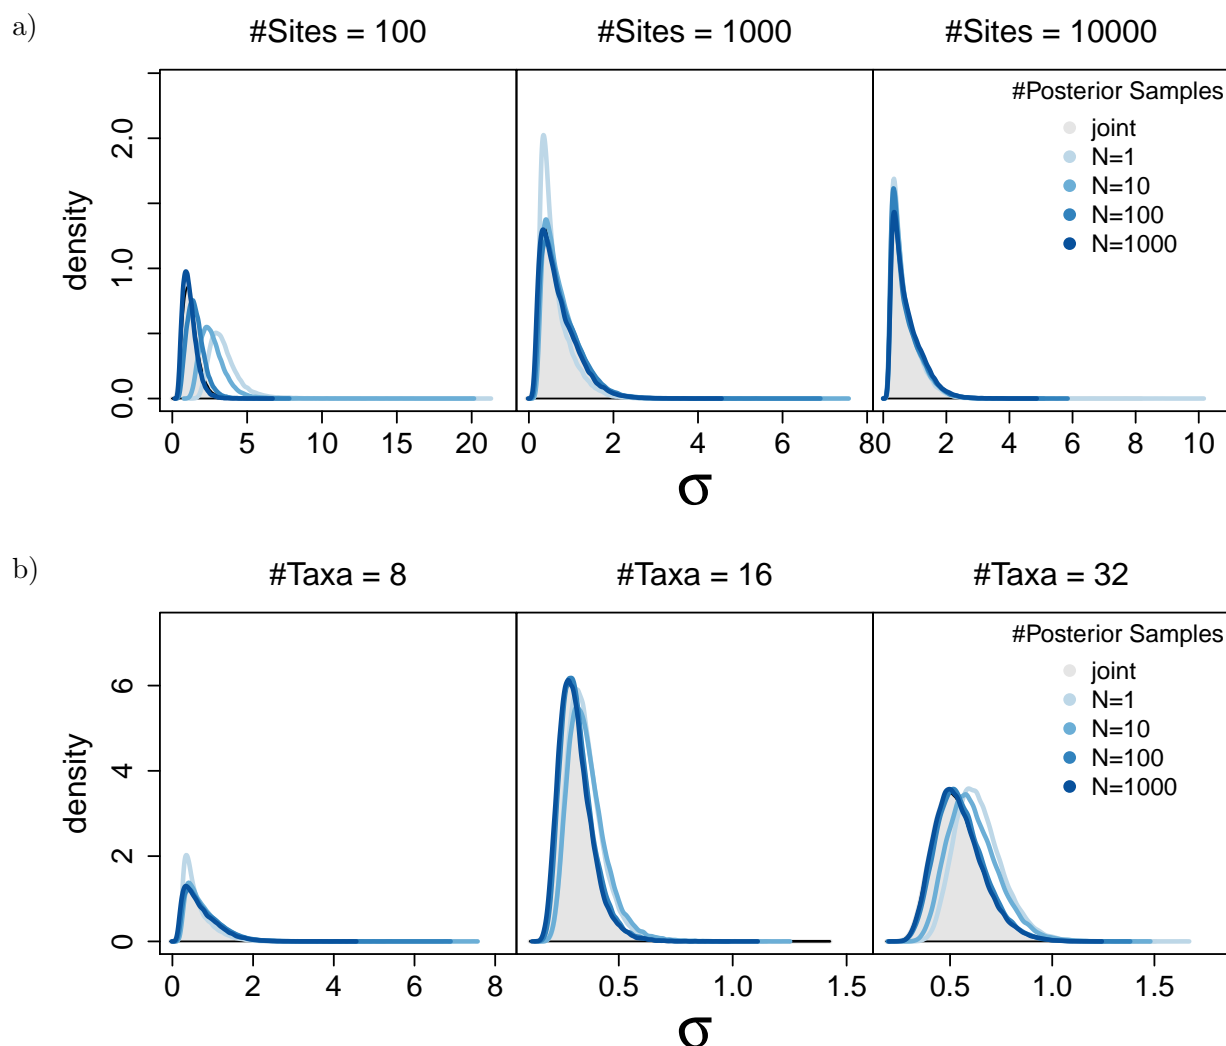 a)
#Sites = 100
#Sites = 1000
#Sites = 10000
density
0.0
1.0
2.0
#Posterior Samples
joint
N=1
N=10
N=100
N=1000
0 5 10 15 20
0 2 4 6 8
0 2 4 6 8 10
σ
b)
#Taxa = 8
#Taxa = 16
#Taxa = 32
density
0
2
4
6
#Posterior Samples
joint
N=1
N=10
N=100
N=1000
0 2 4 6 8
0.5 1.0 1.5
0.5 1.0 1.5
σ